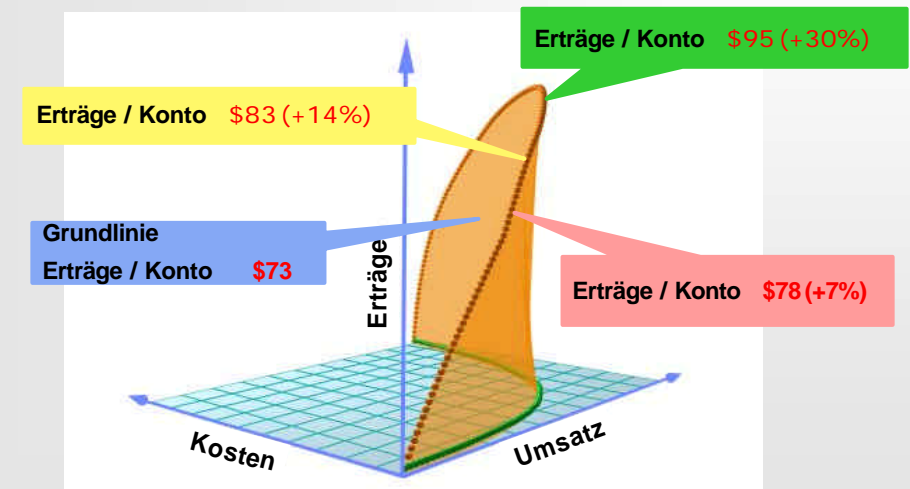 Erträge / Konto $95 (+30%)
Erträge / Konto $83 (+14%)
Grundlinie
Erträge / Konto $73
Erträge
Erträge / Konto $78 (+7%)
Kosten
Umsatz